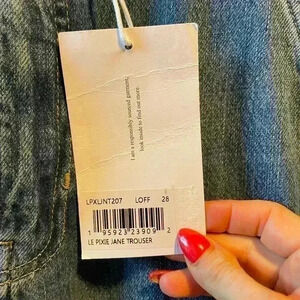 I am a responsibly sourced garment;
look inside to find out more.
LPXLJNT207 LOFF 28
1 95923 23909 2
LE PIXIE JANE TROUSER